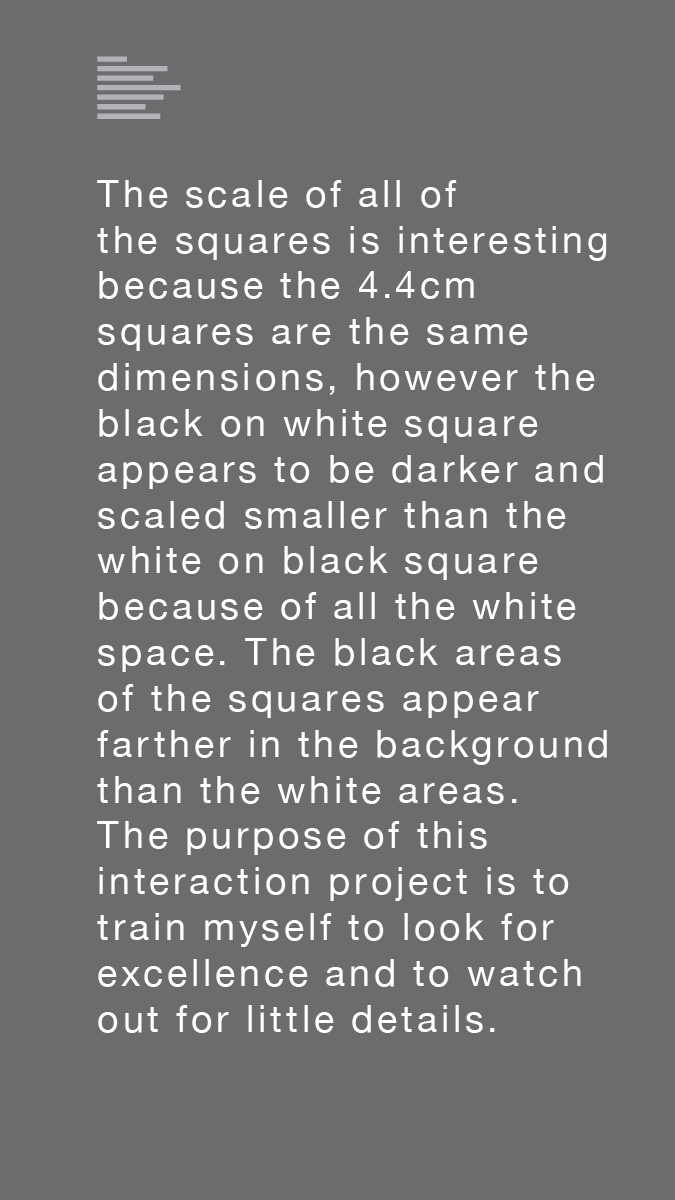 The scale of all of
the squares is interesting
because the 4.4cm
squares are the same
dimensions, however the
black on white square
appears to be darker and
scaled smaller than the
white on black square
because of all the white
space. The black areas
of the squares appear
farther in the background
than the white areas.
The purpose of this
interaction project is to
train myself to look for
excellence and to watch
out for little details.